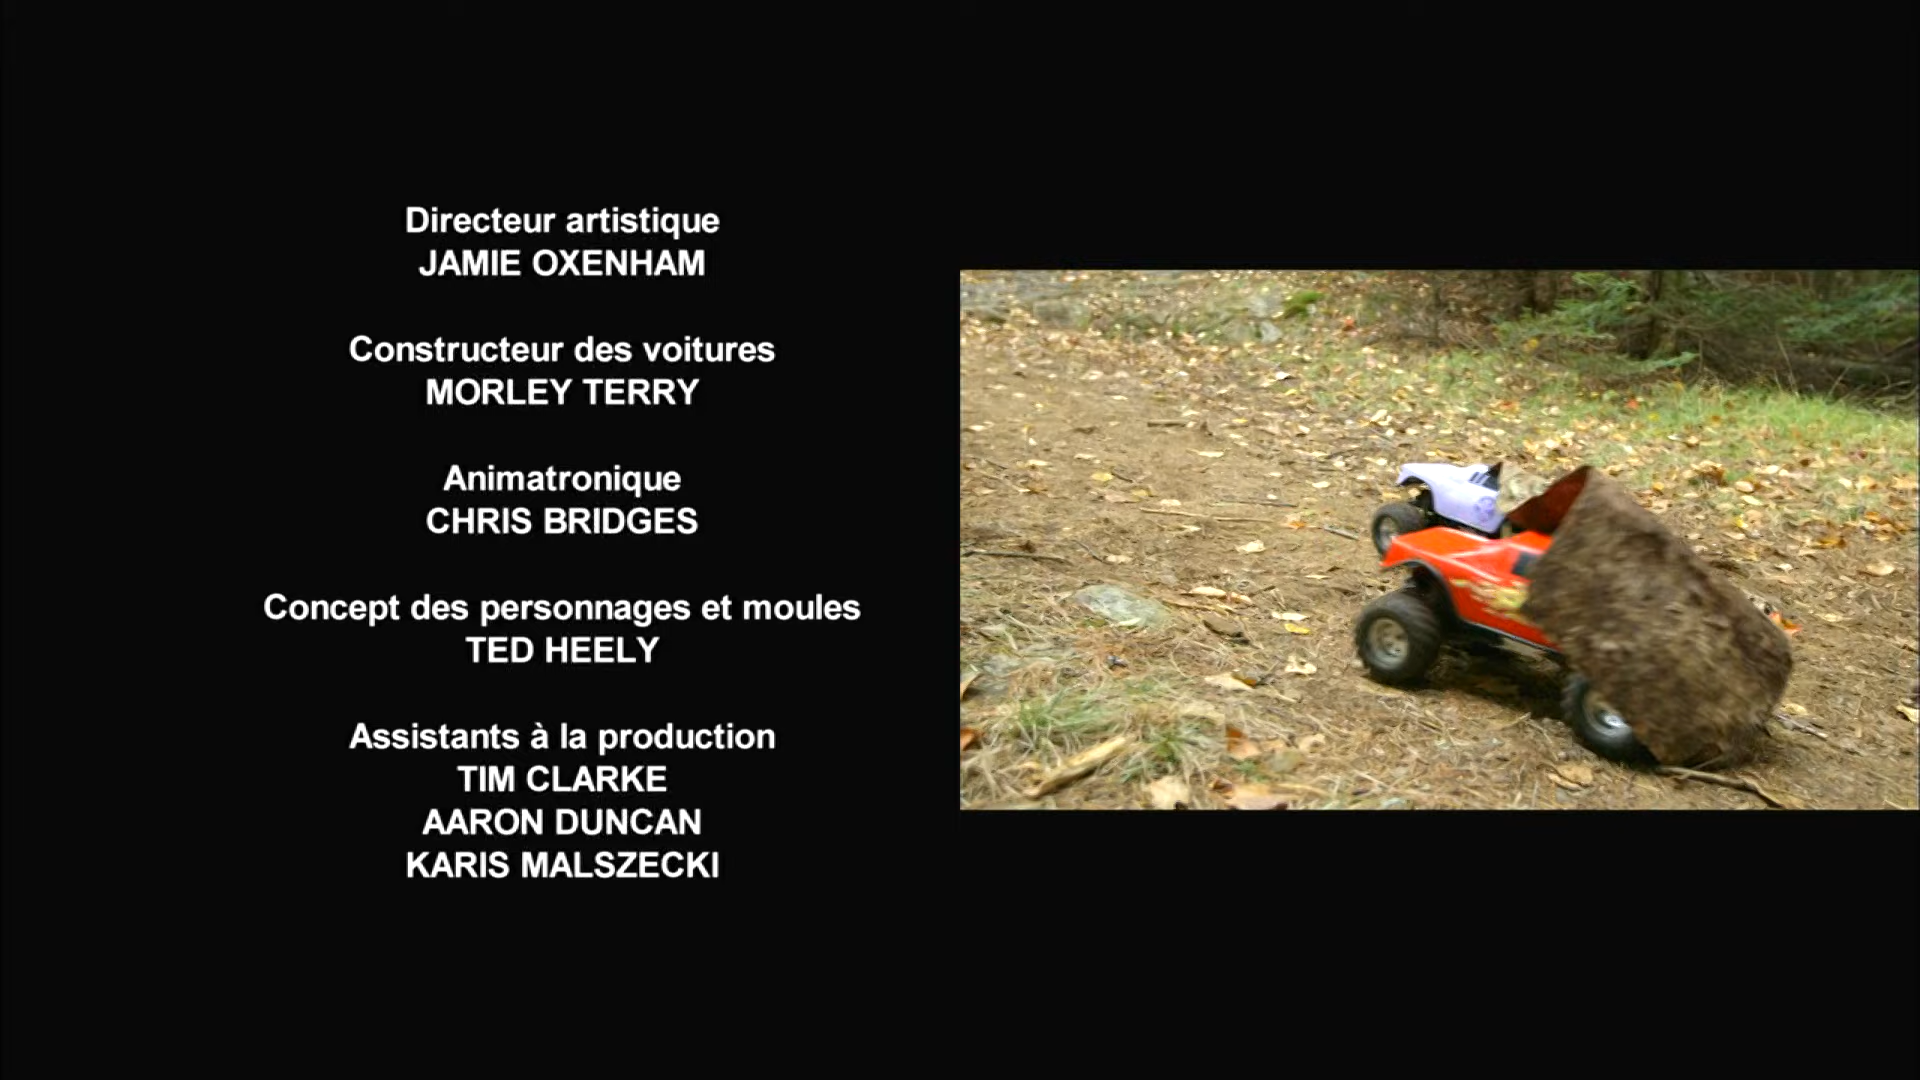 Directeur artistique
JAMIE OXENHAM
Constructeur des voitures
MORLEY TERRY
Animatronique
CHRIS BRIDGES
Concept des personnages et moules
TED HEELY
Assistants à la production
TIM CLARKE
AARON DUNCAN
KARIS MALSZECKI